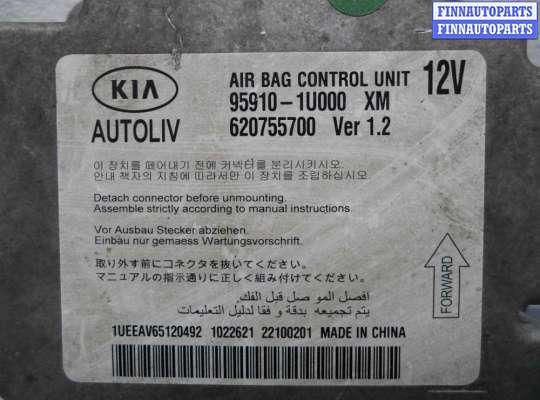 FINNAUTOPARTS
FINNAUTOPARTS
KIA
AUTOLIV
AIR BAG CONTROL UNIT 12V
95910-1U000 XM
620755700 Ver 1.2
이 장치를 떼어내기 전에 커넥터를 분리시키시오.
안내 책자의 지침에 따라서만 이 장치를 조립하십시오.
Detach connector before unmounting.
Assemble strictly according to manual instructions.
Vor Ausbau Stecker abziehen.
Einbau nur gemaess Wartungsvorschrift.
取り外す前にコネクタを抜いてください。
マニュアルの指示通りに正しく組み付けてください。
افصل الموصل قبل الفك.
يتم تجميعه بدقة و فقا لدليل التعليمات
FORWARD
1UEEAV65120492 1022621 22100201 MADE IN CHINA
FINNAUTOPARTS
FINNAUTOPARTS